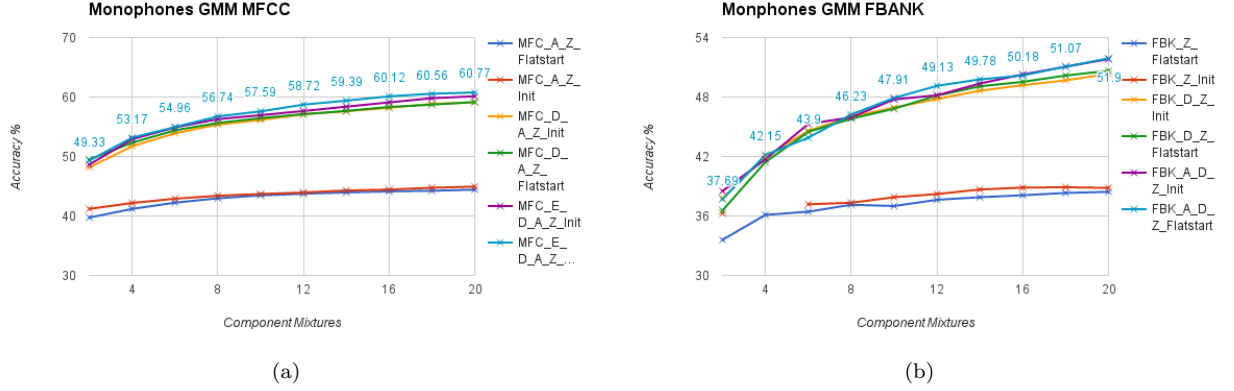 Monophones GMM MFCC
70
60
50
40
30
Accuracy %
49.33
53.17
54.96
56.74
57.59
58.72
59.39
60.12
60.56
60.77
4
8
12
16
20
Component Mixtures
MFC_A_Z_
Flatstart
MFC_A_Z_
Init
MFC_D_
A_Z_Init
MFC_D_
A_Z_
Flatstart
MFC_E_
D_A_Z_Init
MFC_E_
D_A_Z_...
(a)
Monphones GMM FBANK
54
48
42
36
30
Accuracy %
37.69
42.15
43.9
46.23
47.91
49.13
49.78
50.18
51.07
51.9
4
8
12
16
20
Component Mixtures
FBK_Z_
Flatstart
FBK_Z_Init
FBK_D_Z_
Init
FBK_D_Z_
Flatstart
FBK_A_D_
Z_Init
FBK_A_D_
Z_Flatstart
(b)